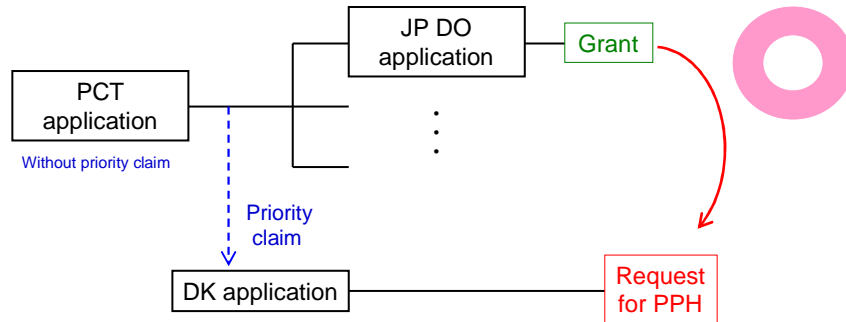 JP DO
application
Grant
PCT
application
Without priority claim
Priority
claim
DK application
Request
for PPH